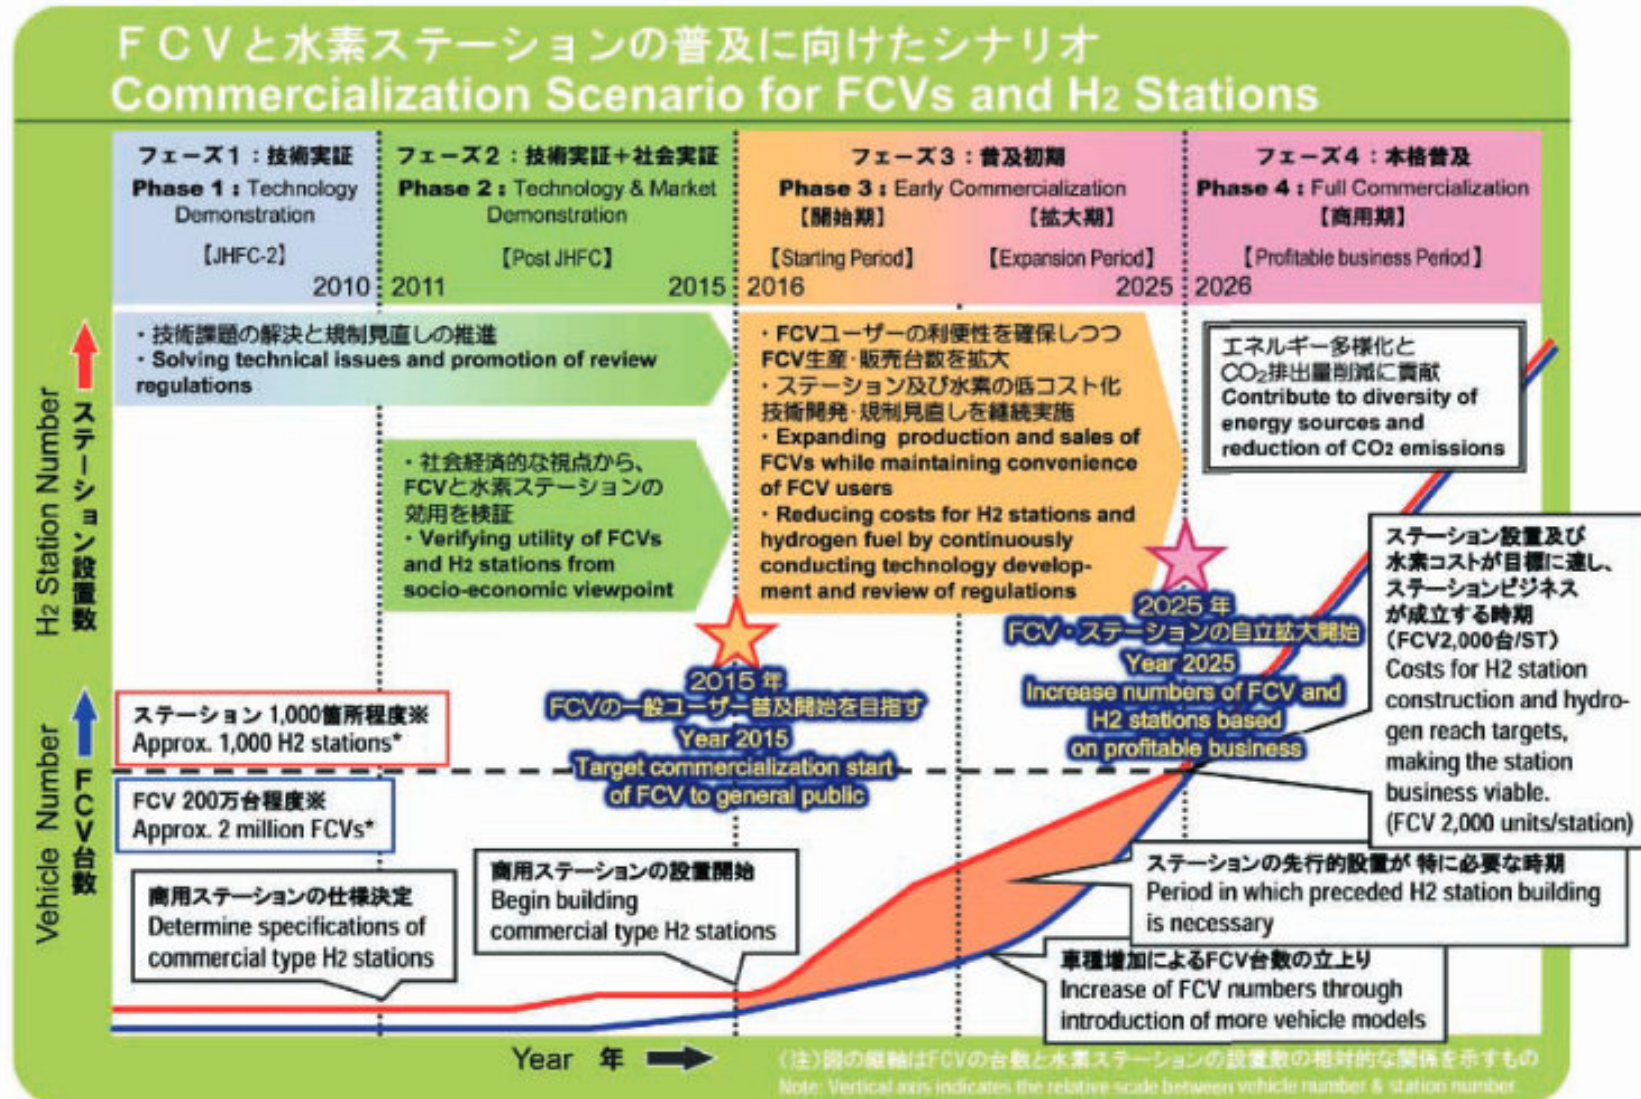 FCVと水素ステーションの普及に向けたシナリオ
Commercialization Scenario for FCVs and H2 Stations
フェーズ1：技術実証
Phase 1 : Technology
Demonstration
【JHFC-2】
2010
フェーズ2：技術実証＋社会実証
Phase 2 : Technology & Market
Demonstration
【Post JHFC】
2011
2015
フェーズ3：普及初期
Phase 3 : Early Commercialization
【開始期】
【拡大期】
【Starting Period】
【Expansion Period】
2016
2025
フェーズ4：本格普及
Phase 4 : Full Commercialization
【商用期】
【Profitable business Period】
2026
・技術課題の解決と規制見直しの推進
・Solving technical issues and promotion of review
regulations
・社会経済的な視点から、
FCVと水素ステーションの
効用を検証
・Verifying utility of FCVs
and H2 stations from
socio-economic viewpoint
・FCVユーザーの利便性を確保しつつ
FCV生産・販売台数を拡大
・ステーション及び水素の低コスト化
技術開発・規制見直しを継続実施
・Expanding production and sales of
FCVs while maintaining convenience
of FCV users
・Reducing costs for H2 stations and
hydrogen fuel by continuously
conducting technology develop-
ment and review of regulations
エネルギー多様化と
CO2排出量削減に貢献
Contribute to diversity of
energy sources and
reduction of CO2 emissions
ステーション設置及び
水素コストが目標に達し、
ステーションビジネス
が成立する時期
（FCV2,000台/ST）
Costs for H2 station
construction and hydro-
gen reach targets,
making the station
business viable.
(FCV 2,000 units/station)
2015年
FCVの一般ユーザー普及開始を目指す
Year 2015
Target commercialization start
of FCV to general public
2025年
FCV・ステーションの自立拡大開始
Year 2025
Increase numbers of FCV and
H2 stations based
on profitable business
H2 Station Number
ステーション設置数
Vehicle Number
FCV台数
ステーション 1,000箇所程度※
Approx. 1,000 H2 stations*
FCV 200万台程度※
Approx. 2 million FCVs*
商用ステーションの仕様決定
Determine specifications of
commercial type H2 stations
商用ステーションの設置開始
Begin building
commercial type H2 stations
ステーションの先行的設置が 特に必要な時期
Period in which preceded H2 station building
is necessary
車種増加によるFCV台数の立上り
Increase of FCV numbers through
introduction of more vehicle models
Year 年
（注）図の縦軸はFCVの台数と水素ステーションの設置数の相対的な関係を示すもの
Note: Vertical axis indicates the relative scale between vehicle number & station number